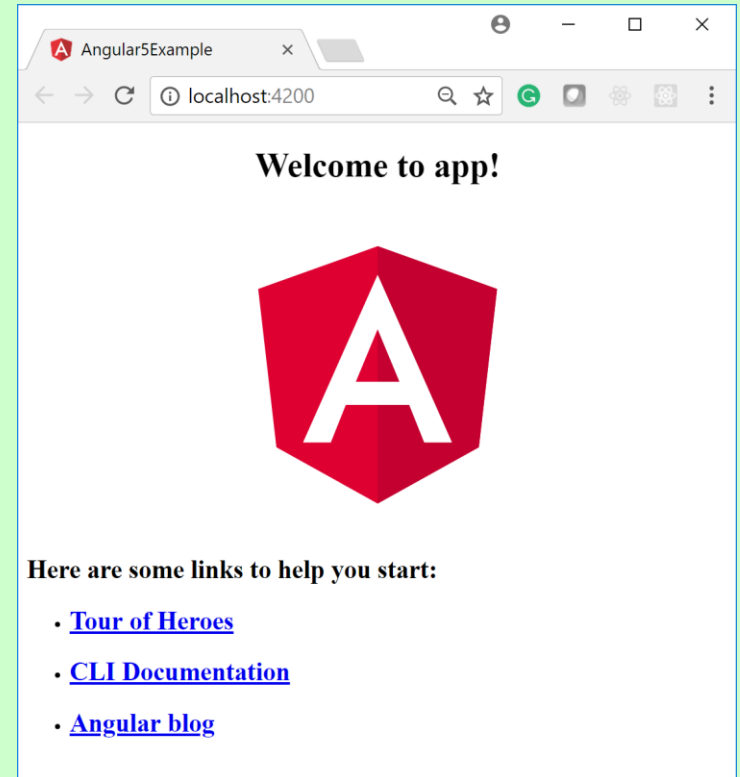 Angular5Example
localhost:4200
Welcome to app!
Here are some links to help you start:
Tour of Heroes
CLI Documentation
Angular blog